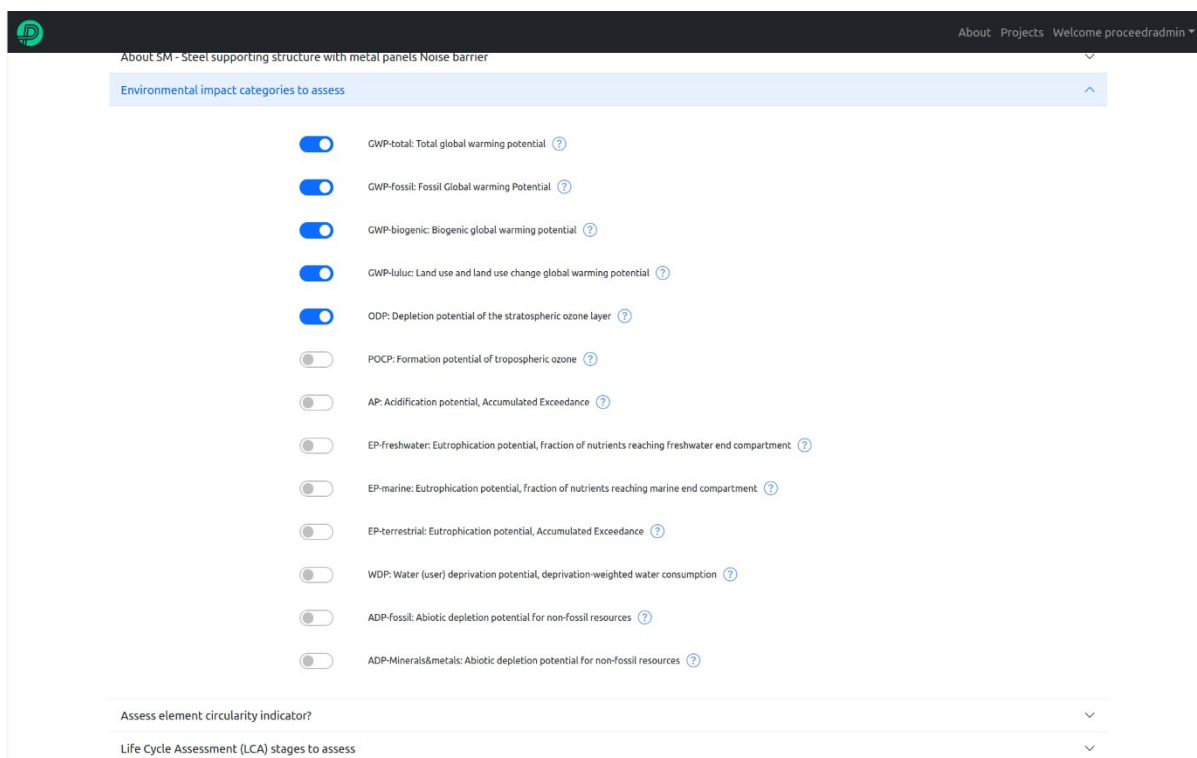 About Projects Welcome proceedradmin
About SM - Steel supporting structure with metal panels Noise barrier
Environmental impact categories to assess
GWP-total: Total global warming potential ?
GWP-fossil: Fossil Global warming Potential ?
GWP-biogenic: Biogenic global warming potential ?
GWP-luluc: Land use and land use change global warming potential ?
ODP: Depletion potential of the stratospheric ozone layer ?
POCP: Formation potential of tropospheric ozone ?
AP: Acidification potential, Accumulated Exceedance ?
EP-freshwater: Eutrophication potential, fraction of nutrients reaching freshwater end compartment ?
EP-marine: Eutrophication potential, fraction of nutrients reaching marine end compartment ?
EP-terrestrial: Eutrophication potential, Accumulated Exceedance ?
WDP: Water (user) deprivation potential, deprivation-weighted water consumption ?
ADP-fossil: Abiotic depletion potential for non-fossil resources ?
ADP-Minerals&metals: Abiotic depletion potential for non-fossil resources ?
Assess element circularity indicator?
Life Cycle Assessment (LCA) stages to assess